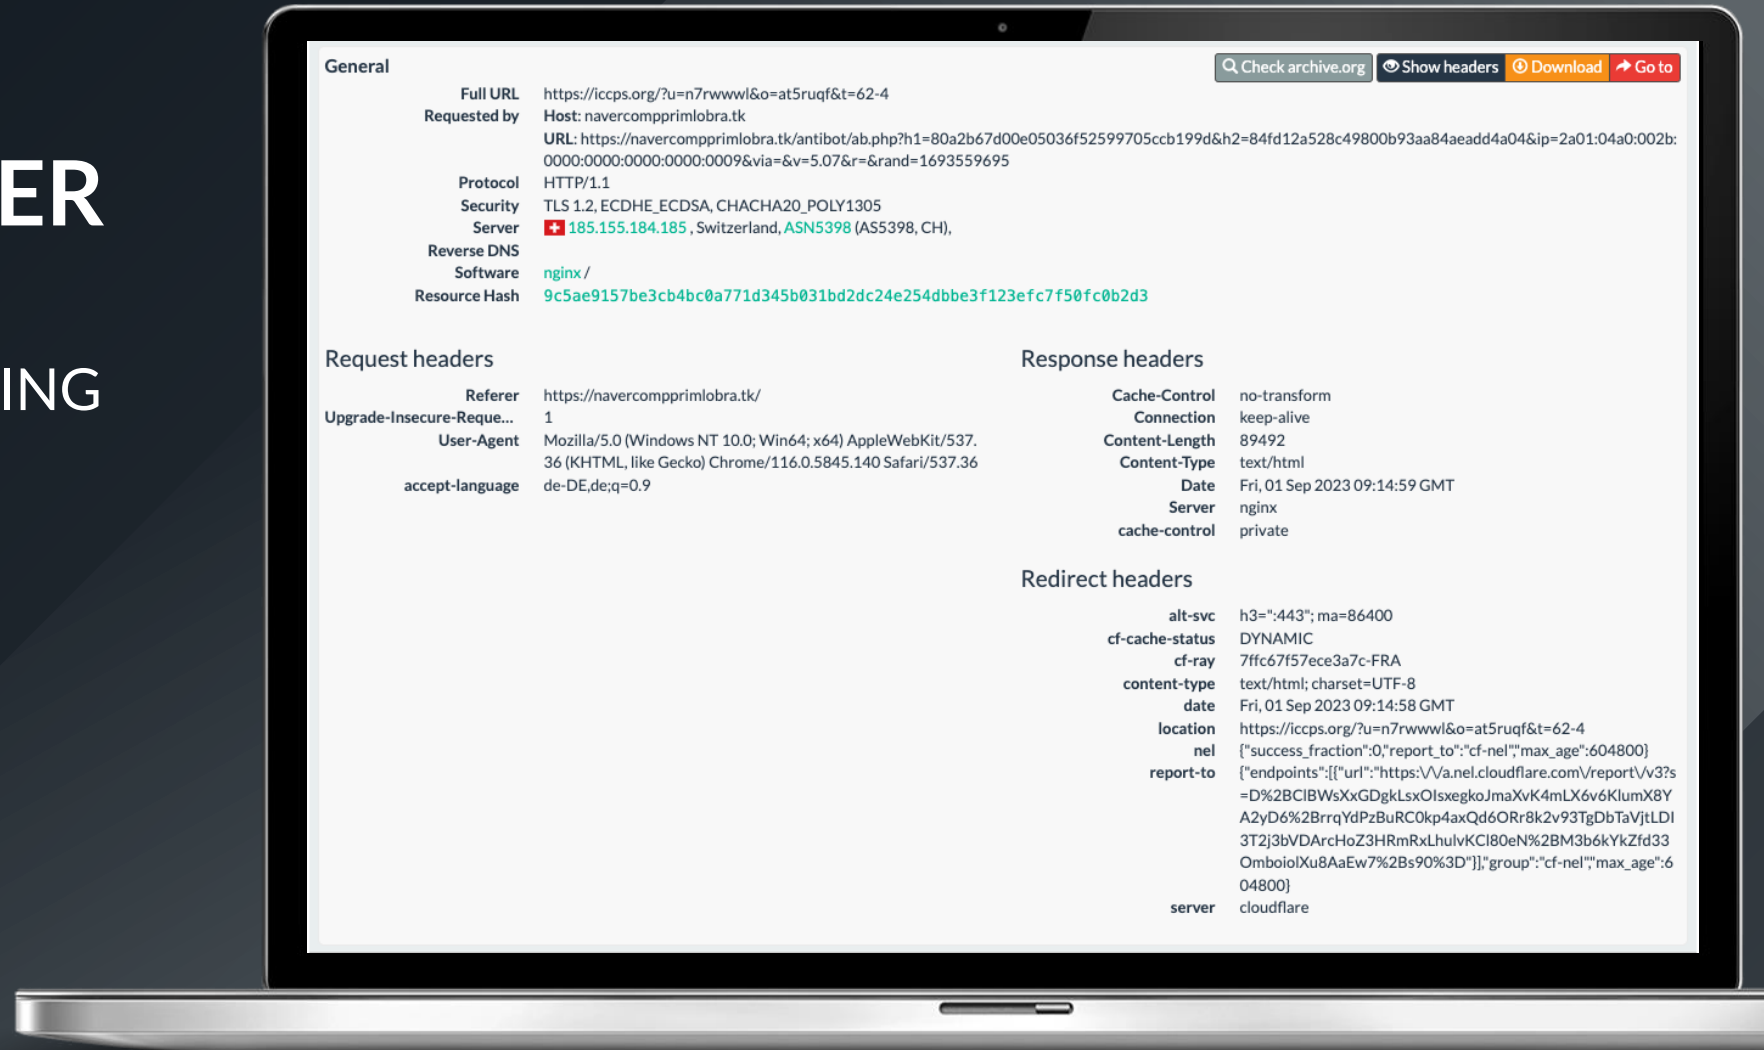 ER
ING
General
Check archive.org
Show headers
Download
Go to
Full URL https://iccps.org/?u=n7rwwwl&o=at5ruqf&t=62-4
Requested by Host: navercompprimlobra.tk
URL: https://navercompprimlobra.tk/antibot/ab.php?h1=80a2b67d00e05036f52599705ccb199d&h2=84fd12a528c49800b93aa84aeadd4a04&ip=2a01:04a0:002b:
0000:0000:0000:0000:0009&via=&v=5.07&r=&rand=1693559695
Protocol HTTP/1.1
Security TLS 1.2, ECDHE_ECDSA, CHACHA20_POLY1305
Server 185.155.184.185 , Switzerland, ASN5398 (AS5398, CH),
Reverse DNS
Software nginx /
Resource Hash 9c5ae9157be3cb4bc0a771d345b031bd2dc24e254dbbe3f123efc7f50fc0b2d3
Request headers
Referer https://navercompprimlobra.tk/
Upgrade-Insecure-Reque... 1
User-Agent Mozilla/5.0 (Windows NT 10.0; Win64; x64) AppleWebKit/537.
36 (KHTML, like Gecko) Chrome/116.0.5845.140 Safari/537.36
accept-language de-DE,de;q=0.9
Response headers
Cache-Control no-transform
Connection keep-alive
Content-Length 89492
Content-Type text/html
Date Fri, 01 Sep 2023 09:14:59 GMT
Server nginx
cache-control private
Redirect headers
alt-svc h3=":443"; ma=86400
cf-cache-status DYNAMIC
cf-ray 7ffc67f57ece3a7c-FRA
content-type text/html; charset=UTF-8
date Fri, 01 Sep 2023 09:14:58 GMT
location https://iccps.org/?u=n7rwwwl&o=at5ruqf&t=62-4
nel {"success_fraction":0,"report_to":"cf-nel","max_age":604800}
report-to {"endpoints":[{"url":"https:\/\/a.nel.cloudflare.com\/report\/v3?s
=D%2BClBWsXxGDgkLsxOIsxegkoJmaXvK4mLX6v6KlumX8Y
A2yD6%2BrrqYdPzBuRC0kp4axQd6ORr8k2v93TgDbTaVjtLDI
3T2j3bVDArcHoZ3HRmRxLhulvKCl80eN%2BM3b6kYkZfd33
OmboiolXu8AaEw7%2Bs90%3D"}],"group":"cf-nel","max_age":6
04800}
server cloudflare